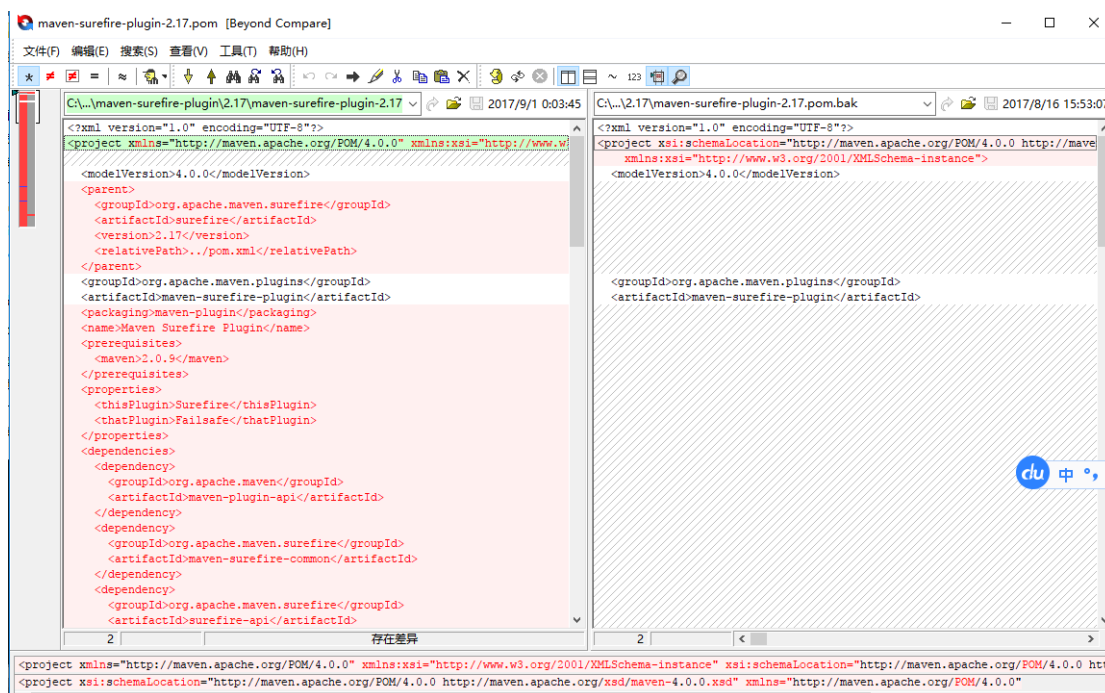 maven-surefire-plugin-2.17.pom [Beyond Compare]
文件(F) 编辑(E) 搜索(S) 查看(V) 工具(T) 帮助(H)
123
C:\...\maven-surefire-plugin\2.17\maven-surefire-plugin-2.17
2017/9/1 0:03:45
<?xml version="1.0" encoding="UTF-8"?>
<project xmlns="http://maven.apache.org/POM/4.0.0" xmlns:xsi="http://www.w
<modelVersion>4.0.0</modelVersion>
<parent>
<groupId>org.apache.maven.surefire</groupId>
<artifactId>surefire</artifactId>
<version>2.17</version>
<relativePath>../pom.xml</relativePath>
</parent>
<groupId>org.apache.maven.plugins</groupId>
<artifactId>maven-surefire-plugin</artifactId>
<packaging>maven-plugin</packaging>
<name>Maven Surefire Plugin</name>
<prerequisites>
<maven>2.0.9</maven>
</prerequisites>
<properties>
<thisPlugin>Surefire</thisPlugin>
<thatPlugin>Failsafe</thatPlugin>
</properties>
<dependencies>
<dependency>
<groupId>org.apache.maven</groupId>
<artifactId>maven-plugin-api</artifactId>
</dependency>
<dependency>
<groupId>org.apache.maven.surefire</groupId>
<artifactId>maven-surefire-common</artifactId>
</dependency>
<dependency>
<groupId>org.apache.maven.surefire</groupId>
<artifactId>surefire-api</artifactId>
2 存在差异
C:\...\2.17\maven-surefire-plugin-2.17.pom.bak
2017/8/16 15:53:07
<?xml version="1.0" encoding="UTF-8"?>
<project xsi:schemaLocation="http://maven.apache.org/POM/4.0.0 http://mave
xmlns:xsi="http://www.w3.org/2001/XMLSchema-instance">
<modelVersion>4.0.0</modelVersion>
<groupId>org.apache.maven.plugins</groupId>
<artifactId>maven-surefire-plugin</artifactId>
du 中 °,
2
<project xmlns="http://maven.apache.org/POM/4.0.0" xmlns:xsi="http://www.w3.org/2001/XMLSchema-instance" xsi:schemaLocation="http://maven.apache.org/POM/4.0.0 htt
<project xsi:schemaLocation="http://maven.apache.org/POM/4.0.0 http://maven.apache.org/xsd/maven-4.0.0.xsd" xmlns="http://maven.apache.org/POM/4.0.0"